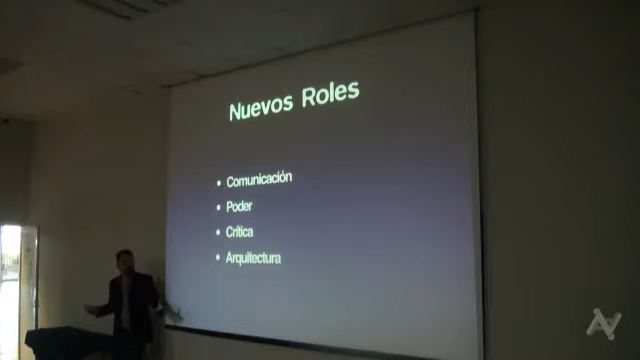 Nuevos Roles
• Comunicación
• Poder
• Crítica
• Arquitectura